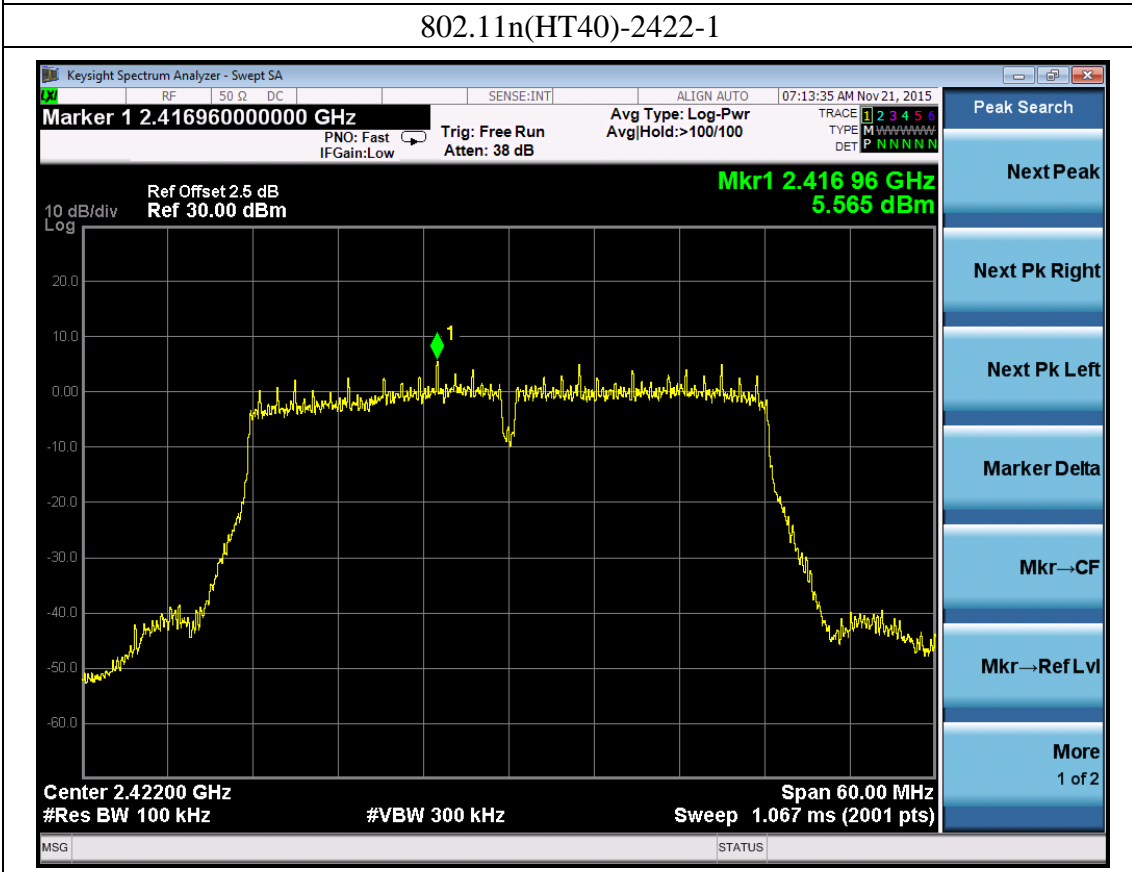 802.11n(HT40)-2422-1
Keysight Spectrum Analyzer - Swept SA
LXI RF 50 Ω DC SENSE:INT ALIGN AUTO 07:13:35 AM Nov 21, 2015
Marker 1 2.416960000000 GHz
PNO: Fast
IFGain:Low
Trig: Free Run
Atten: 38 dB
Avg Type: Log-Pwr
Avg|Hold:>100/100
TRACE 1 2 3 4 5 6
TYPE M WWWWW
DET P N N N N N
Ref Offset 2.5 dB
10 dB/div Ref 30.00 dBm
Log
Mkr1 2.416 96 GHz
5.565 dBm
20.0
10.0
0.00
-10.0
-20.0
-30.0
-40.0
-50.0
-60.0
1
Center 2.42200 GHz Span 60.00 MHz
#Res BW 100 kHz #VBW 300 kHz Sweep 1.067 ms (2001 pts)
MSG STATUS
Peak Search
Next Peak
Next Pk Right
Next Pk Left
Marker Delta
Mkr→CF
Mkr→Ref Lvl
More
1 of 2